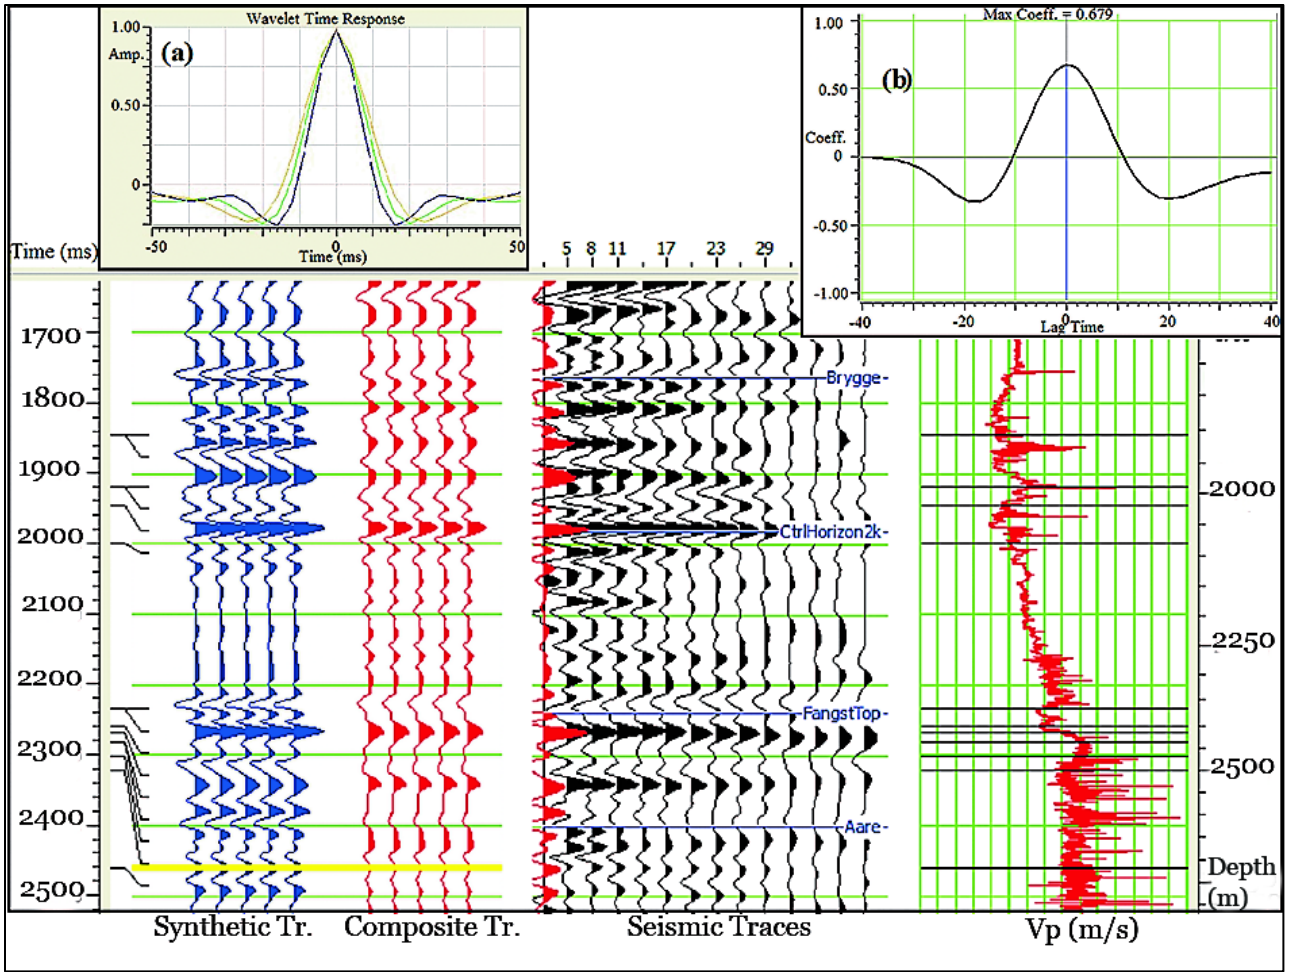 Wavelet Time Response
1.00
Amp.
(a)
0.50
0
-50
0
50
Time (ms)
Max Coeff. = 0.679
1.00
(b)
0.50
Coeff.
0
-0.50
-1.00
-40
-20
0
20
40
Lag Time
Time (ms)
5 8 11 17 23 29
1700
1800
1900
2000
2100
2200
2300
2400
2500
Brygge
CtrlHorizon2k
FangstTop
Aare
2000
2250
2500
Depth
(m)
Synthetic Tr.
Composite Tr.
Seismic Traces
Vp (m/s)